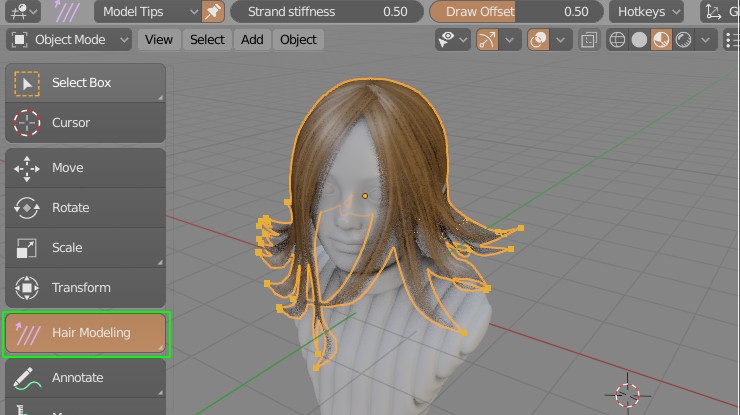 Model Tips Strand stiffness 0.50 Draw Offset 0.50 Hotkeys G
Object Mode View Select Add Object
Select Box
Cursor
Move
Rotate
Scale
Transform
Hair Modeling
Annotate